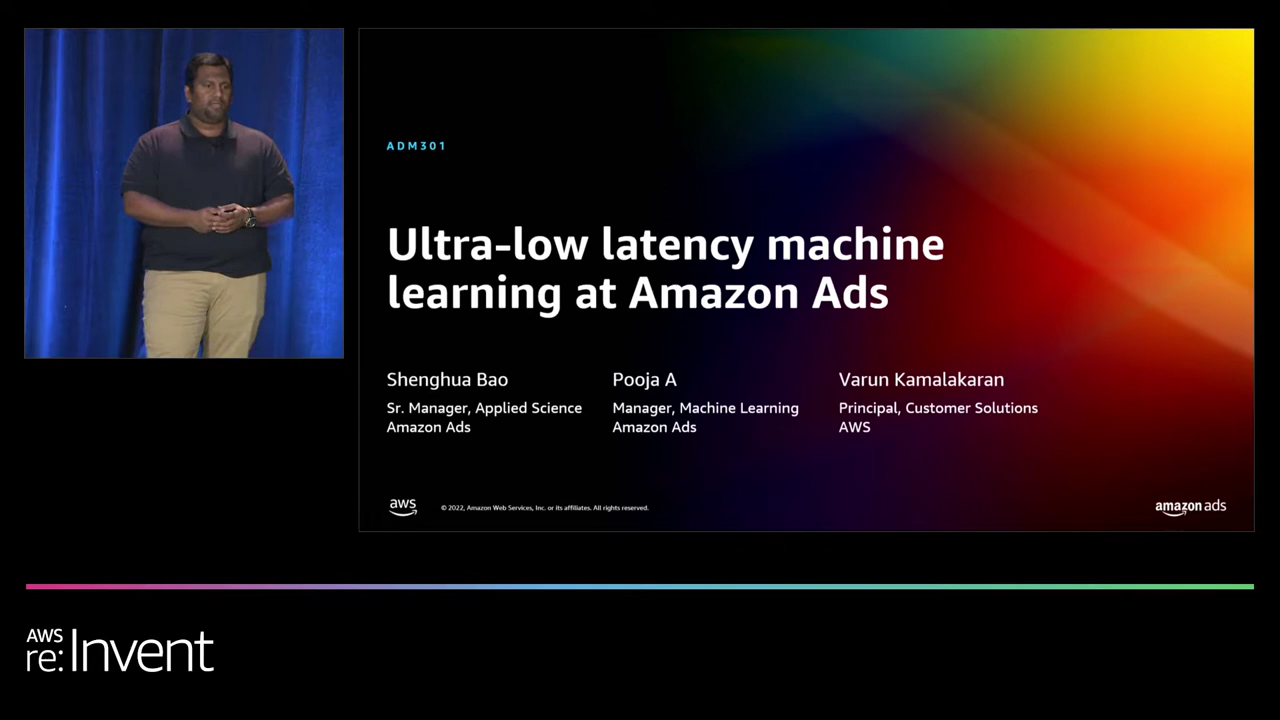 ADM301
Ultra-low latency machine
learning at Amazon Ads
Shenghua Bao
Sr. Manager, Applied Science
Amazon Ads
Pooja A
Manager, Machine Learning
Amazon Ads
Varun Kamalakaran
Principal, Customer Solutions
AWS
aws
© 2022, Amazon Web Services, Inc. or its affiliates. All rights reserved.
amazon ads
AWS
re:Invent